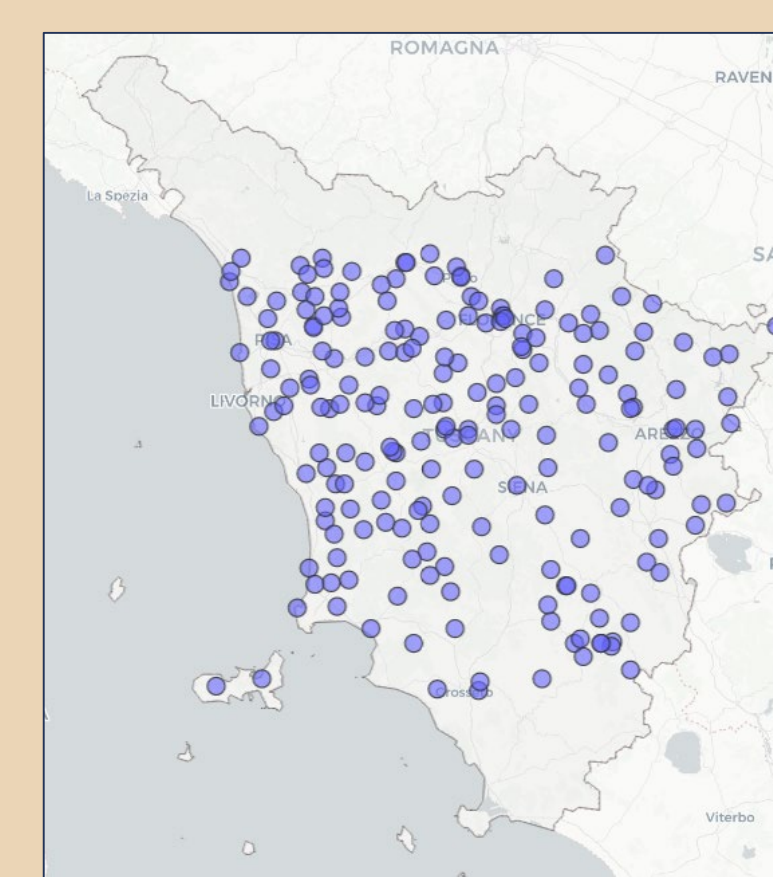 ROMAGNA
RAVEN
La Spezia
SA
FLORENCE
PISA
LIVORNO
TUSCANY
AREZZO
SIENA
Grosseto
Viterbo